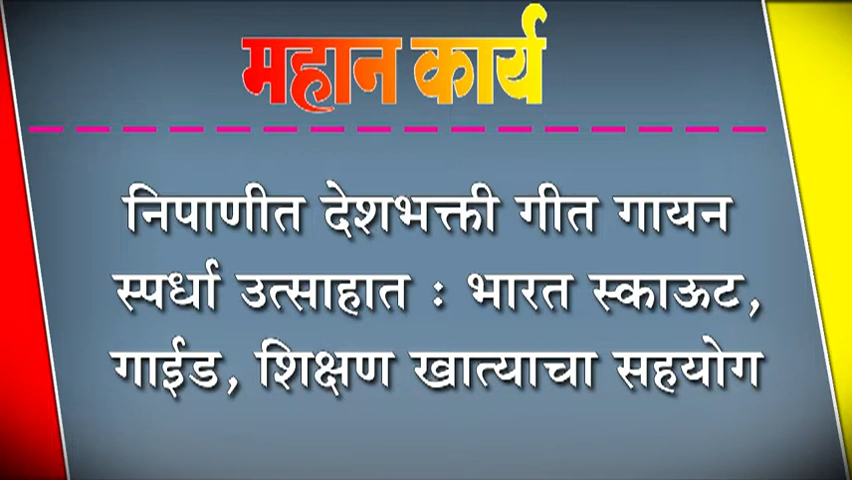 महान कार्य
निपाणीत देशभक्ती गीत गायन
स्पर्धा उत्साहात : भारत स्काऊट,
गाईड, शिक्षण खात्याचा सहयोग